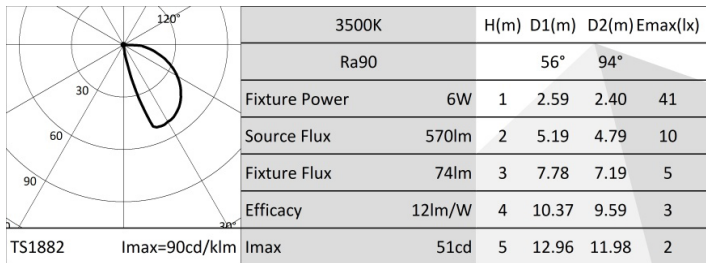 120°
30
60
90
30°
TS1882 Imax=90cd/klm
3500K H(m) D1(m) D2(m) Emax(lx)
Ra90 56° 94°
Fixture Power 6W 1 2.59 2.40 41
Source Flux 570lm 2 5.19 4.79 10
Fixture Flux 74lm 3 7.78 7.19 5
Efficacy 12lm/W 4 10.37 9.59 3
Imax 51cd 5 12.96 11.98 2